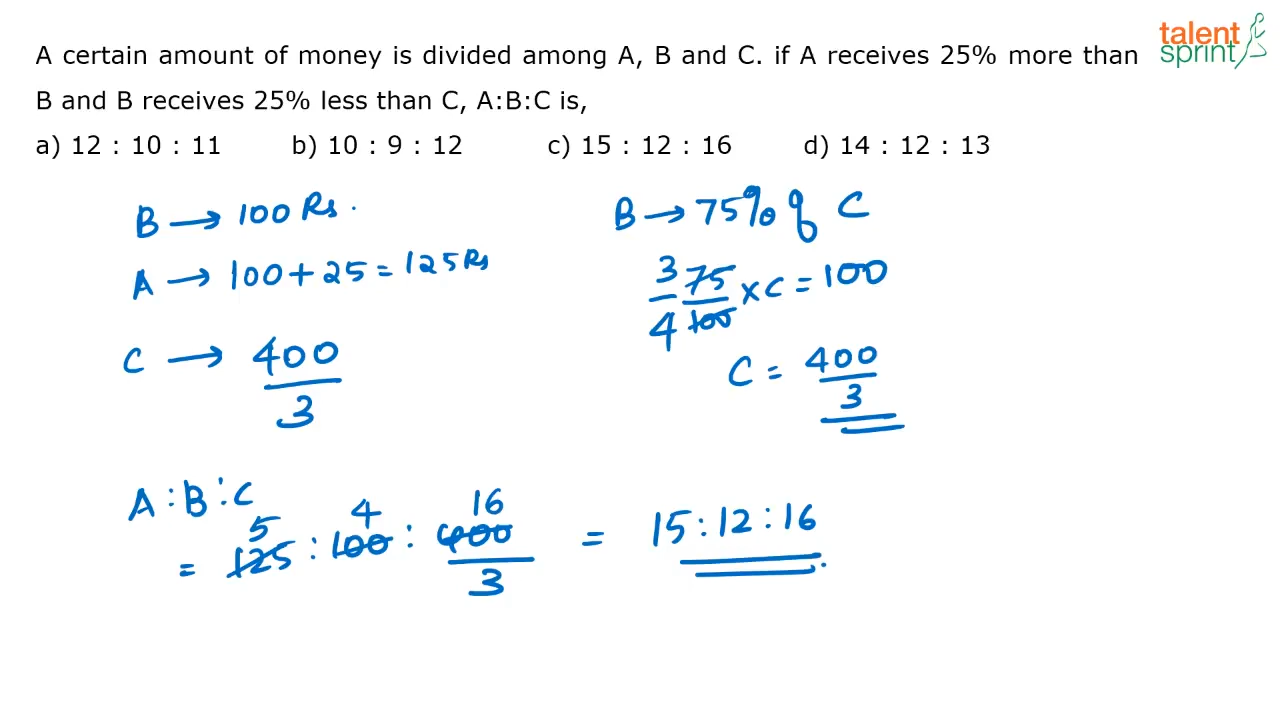 talent
sprint
A certain amount of money is divided among A, B and C. if A receives 25% more than
B and B receives 25% less than C, A:B:C is,
a) 12 : 10 : 11 b) 10 : 9 : 12 c) 15 : 12 : 16 d) 14 : 12 : 13
B → 100 Rs.
A → 100 + 25 = 125 Rs
C → 400/3
B → 75% of C
3/4 75/100 × C = 100
C = 400/3
A : B : C
5 4 16
= 125 : 100 : 400/3 = 15 : 12 : 16